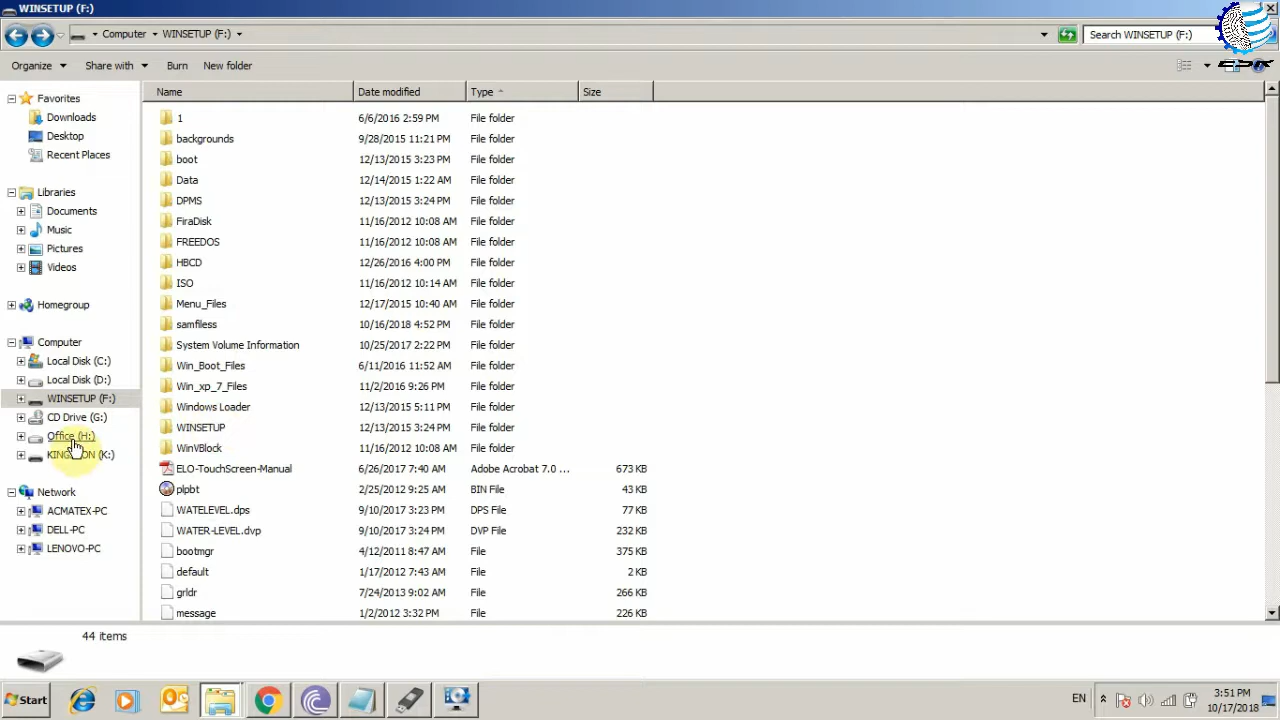 WINSETUP (F:)
Computer WINSETUP (F:)
Search WINSETUP (F:)
Organize Share with Burn New folder
Name Date modified Type Size
Favorites
Downloads
Desktop
Recent Places
Libraries
Documents
Music
Pictures
Videos
Homegroup
Computer
Local Disk (C:)
Local Disk (D:)
WINSETUP (F:)
CD Drive (G:)
Office (H:)
KINGSTON (K:)
Network
ACMATEX-PC
DELL-PC
LENOVO-PC
1 6/6/2016 2:59 PM File folder
backgrounds 9/28/2015 11:21 PM File folder
boot 12/13/2015 3:23 PM File folder
Data 12/14/2015 1:22 AM File folder
DPMS 12/13/2015 3:24 PM File folder
FiraDisk 11/16/2012 10:08 AM File folder
FREEDOS 11/16/2012 10:08 AM File folder
HBCD 12/26/2016 4:00 PM File folder
ISO 11/16/2012 10:14 AM File folder
Menu_Files 12/17/2015 10:40 AM File folder
samfiless 10/16/2018 4:52 PM File folder
System Volume Information 10/25/2017 2:22 PM File folder
Win_Boot_Files 6/11/2016 11:52 AM File folder
Win_xp_7_Files 11/2/2016 9:26 PM File folder
Windows Loader 12/13/2015 5:11 PM File folder
WINSETUP 12/13/2015 3:24 PM File folder
WinVBlock 11/16/2012 10:08 AM File folder
ELO-TouchScreen-Manual 6/26/2017 7:40 AM Adobe Acrobat 7.0 ... 673 KB
plpbt 2/25/2012 9:25 AM BIN File 43 KB
WATELEVEL.dps 9/10/2017 3:23 PM DPS File 77 KB
WATER-LEVEL.dvp 9/10/2017 3:24 PM DVP File 232 KB
bootmgr 4/12/2011 8:47 AM File 375 KB
default 1/17/2012 7:43 AM File 2 KB
grldr 7/24/2013 9:02 AM File 266 KB
message 1/2/2012 3:32 PM File 226 KB
44 items
Start
EN
3:51 PM
10/17/2018